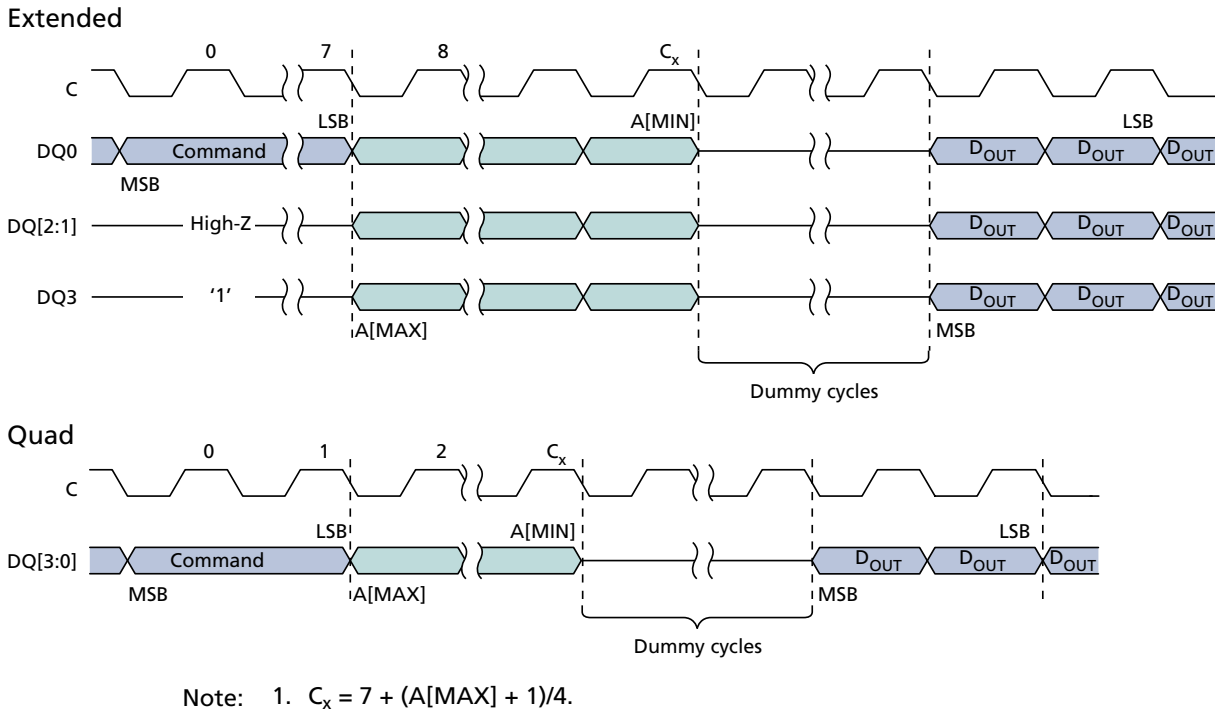 Extended
0 7 8 Cx
C
LSB A[MIN] LSB
DQ0 Command DOUT DOUT DOUT
MSB
DQ[2:1] High-Z DOUT DOUT DOUT
DQ3 ‘1’ DOUT DOUT DOUT
A[MAX] MSB
Dummy cycles
Quad
0 1 2 Cx
C
LSB A[MIN] LSB
DQ[3:0] Command DOUT DOUT DOUT
MSB A[MAX] MSB
Dummy cycles
Note: 1. Cx = 7 + (A[MAX] + 1)/4.